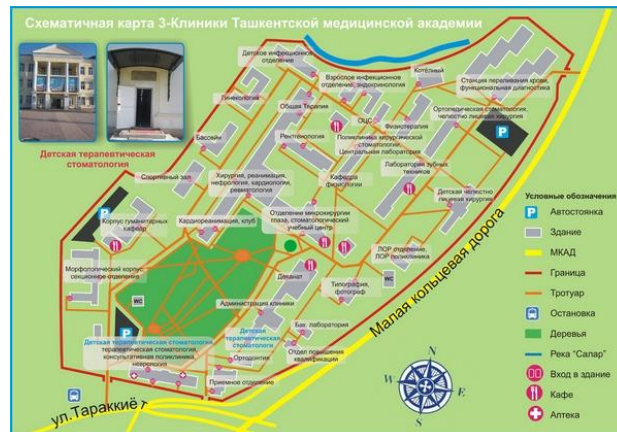 Схематичная карта 3-Клиники Ташкентской медицинской академии
Детская терапевтическая
стоматология
Детское инфекционное
отделение
Взрослое инфекционное
отделение, эндокринология
Котельный
Станция переливания крови,
функциональная диагностика
Гинекология
Общая Терапия
ОЦС
Физиотерапия
Ортопедическая стоматология,
челюстно лицевая хирургия
P
Бассейн
Рентгенология
Поликлиника хирургической
стоматологии,
Центральная лаборатория
Лаборатория зубных
техников
Спортивный зал
Хирургия, реанимация,
нефрология, кардиология,
ревматология
Кафедра
физиологии
Детская челюстно
лицевая хирургия
P
Корпус гуманитарных
кафедр
Кардиореанимация, клуб
Отделение микрохирургии
глаза, стоматологический
учебный центр
ЛОР отделение,
ЛОР поликлиника
Морфологический корпус
секционное отделение
WC
Деканат
WC
Типография,
фотограф
Администрация клиники
P
Бак. лаборатория
Детская терапевтическая стоматология,
терапевтическая стоматология,
консультативная поликлиника,
неврология
Детская
терапевтическая
стоматологи
Ортодонтия
Отдел повышения
квалификации
Приемное отделение
ул.Тараккиёт
Малая кольцевая дорога
N
W
E
S
Условные обозначения
P Автостоянка
Здание
МКАД
Граница
Тротуар
Остановка
Деревья
Река "Салар"
Вход в здание
Кафе
Аптека